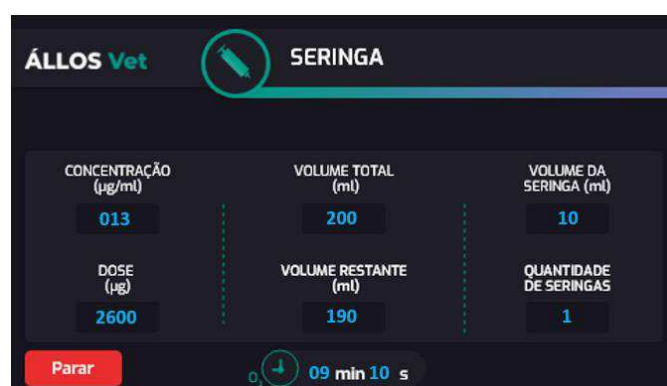 ÁLLOS Vet
SERINGA
CONCENTRAÇÃO
(µg/ml)
013
VOLUME TOTAL
(ml)
200
VOLUME DA
SERINGA (ml)
10
DOSE
(µg)
2600
VOLUME RESTANTE
(ml)
190
QUANTIDADE
DE SERINGAS
1
Parar
09 min 10 s